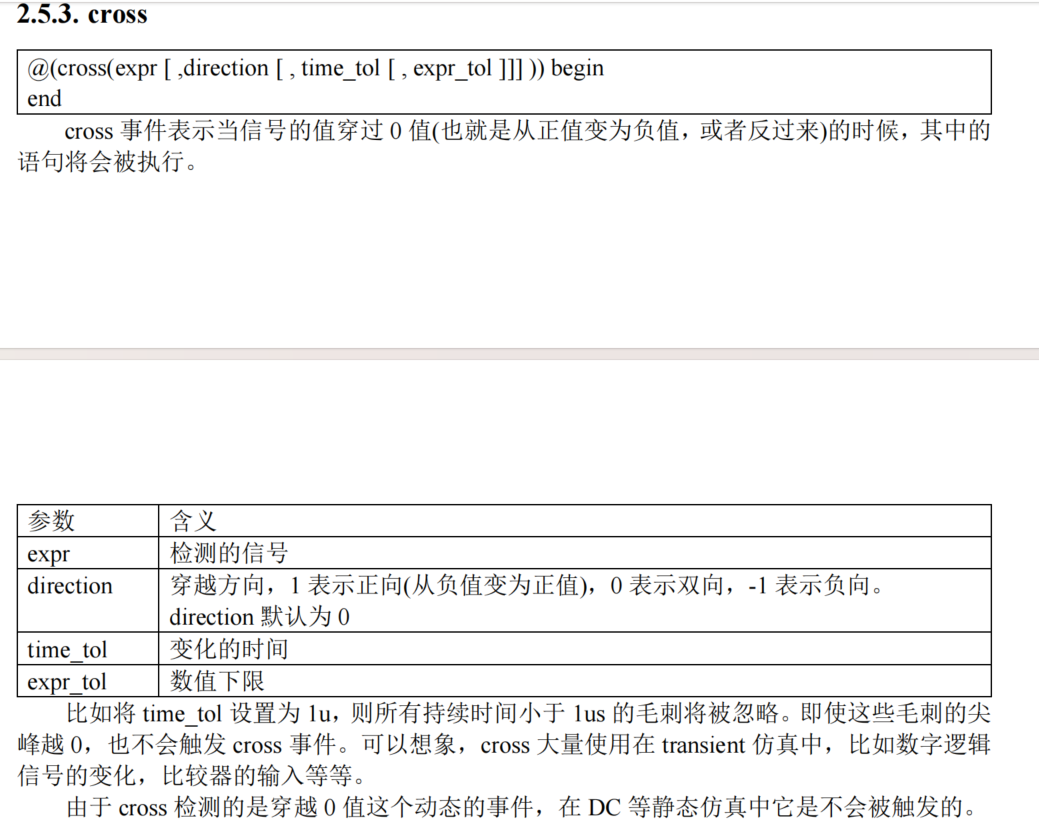 2.5.3. cross
@(cross(expr [ ,direction [ , time_tol [ , expr_tol ]]] )) begin
end
cross 事件表示当信号的值穿过 0 值(也就是从正值变为负值，或者反过来)的时候，其中的
语句将会被执行。
参数 含义
expr 检测的信号
direction 穿越方向，1 表示正向(从负值变为正值)，0 表示双向，-1 表示负向。
direction 默认为 0
time_tol 变化的时间
expr_tol 数值下限
比如将 time_tol 设置为 1u，则所有持续时间小于 1us 的毛刺将被忽略。即使这些毛刺的尖
峰越 0，也不会触发 cross 事件。可以想象，cross 大量使用在 transient 仿真中，比如数字逻辑
信号的变化，比较器的输入等等。
由于 cross 检测的是穿越 0 值这个动态的事件，在 DC 等静态仿真中它是不会被触发的。